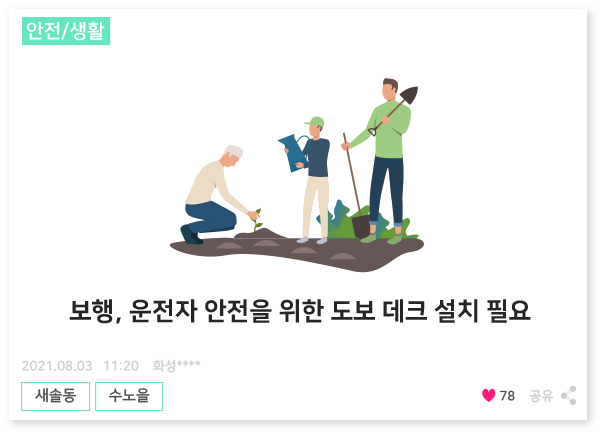 안전/생활
보행, 운전자 안전을 위한 도보 데크 설치 필요
2021.08.03 11:20 화성****
새솔동 수노을 78 공유